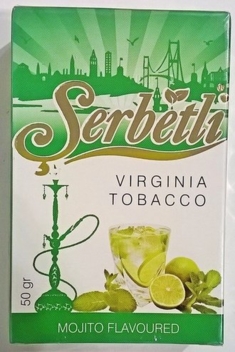 Serbetli
VIRGINIA
TOBACCO
50 gr
MOJITO FLAVOURED